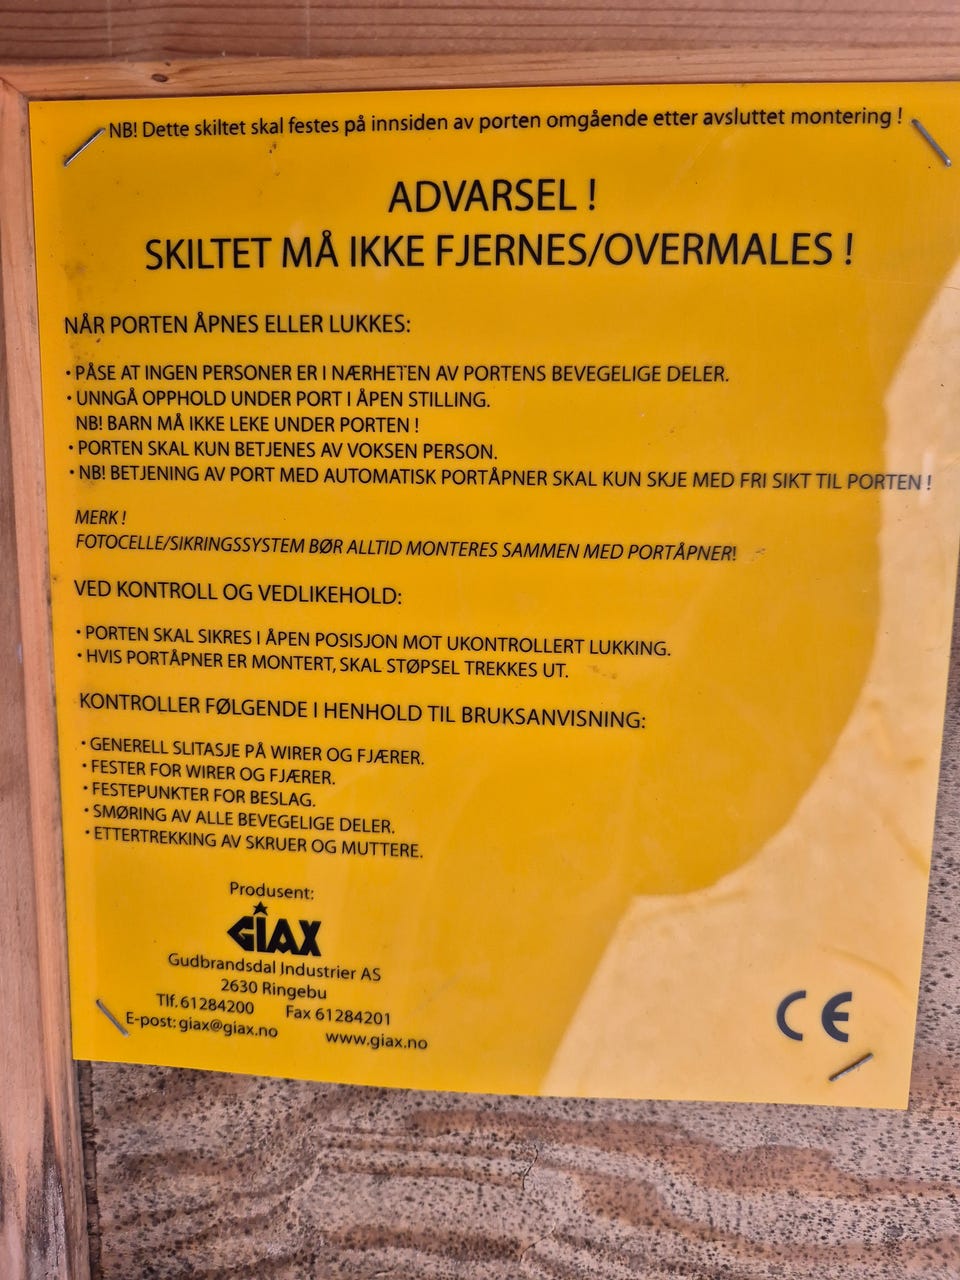 NB! Dette skiltet skal festes på innsiden av porten omgående etter avsluttet montering !
ADVARSEL !
SKILTET MÅ IKKE FJERNES/OVERMALES !
NÅR PORTEN ÅPNES ELLER LUKKES:
• PÅSE AT INGEN PERSONER ER I NÆRHETEN AV PORTENS BEVEGELIGE DELER.
• UNNGÅ OPPHOLD UNDER PORT I ÅPEN STILLING.
NB! BARN MÅ IKKE LEKE UNDER PORTEN !
• PORTEN SKAL KUN BETJENES AV VOKSEN PERSON.
• NB! BETJENING AV PORT MED AUTOMATISK PORTÅPNER SKAL KUN SKJE MED FRI SIKT TIL PORTEN !
MERK !
FOTOCELLE/SIKRINGSSYSTEM BØR ALLTID MONTERES SAMMEN MED PORTÅPNER!
VED KONTROLL OG VEDLIKEHOLD:
• PORTEN SKAL SIKRES I ÅPEN POSISJON MOT UKONTROLLERT LUKKING.
• HVIS PORTÅPNER ER MONTERT, SKAL STØPSEL TREKKES UT.
KONTROLLER FØLGENDE I HENHOLD TIL BRUKSANVISNING:
• GENERELL SLITASJE PÅ WIRER OG FJÆRER.
• FESTER FOR WIRER OG FJÆRER.
• FESTEPUNKTER FOR BESLAG.
• SMØRING AV ALLE BEVEGELIGE DELER.
• ETTERTREKKING AV SKRUER OG MUTTERE.
Produsent:
GIAX
Gudbrandsdal Industrier AS
2630 Ringebu
Tlf. 61284200 Fax 61284201
E-post: giax@giax.no www.giax.no
CE